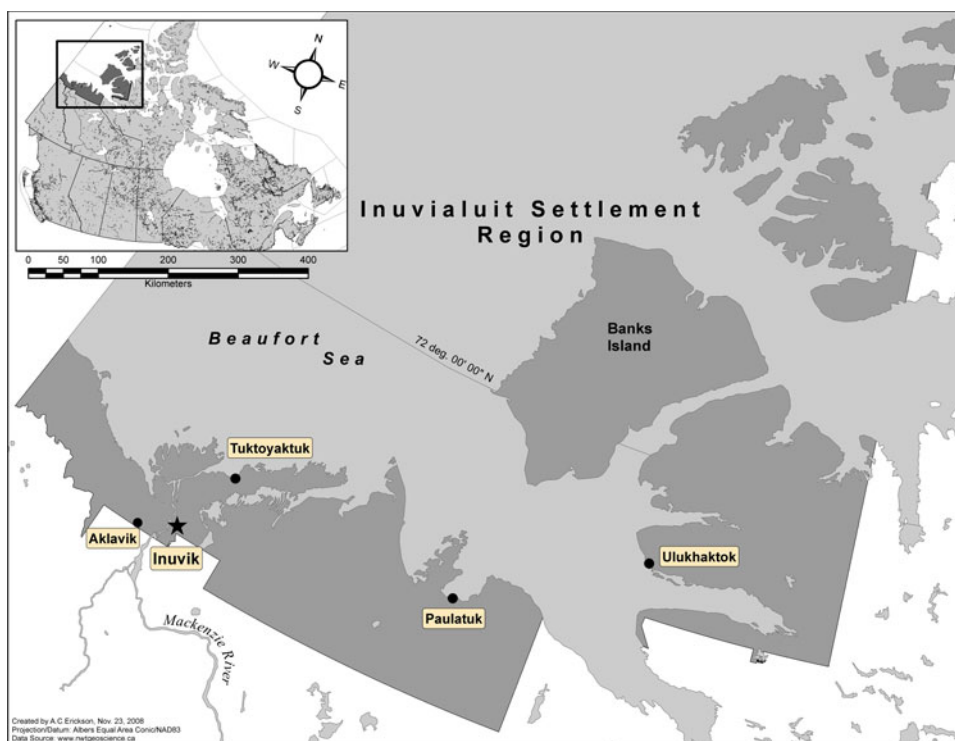 N
W
E
S
Inuvialuit Settlement
Region
0 50 100 200 300 400
Kilometers
Beaufort
Sea
72 deg. 00' 00" N
Banks
Island
Tuktoyaktuk
Aklavik
Inuvik
Ulukhaktok
Paulatuk
Mackenzie River
Created by A.C Erickson, Nov. 23, 2008
Projection/Datum: Albers Equal Area Conic/NAD83
Data Source: www.nwtgeoscience.ca